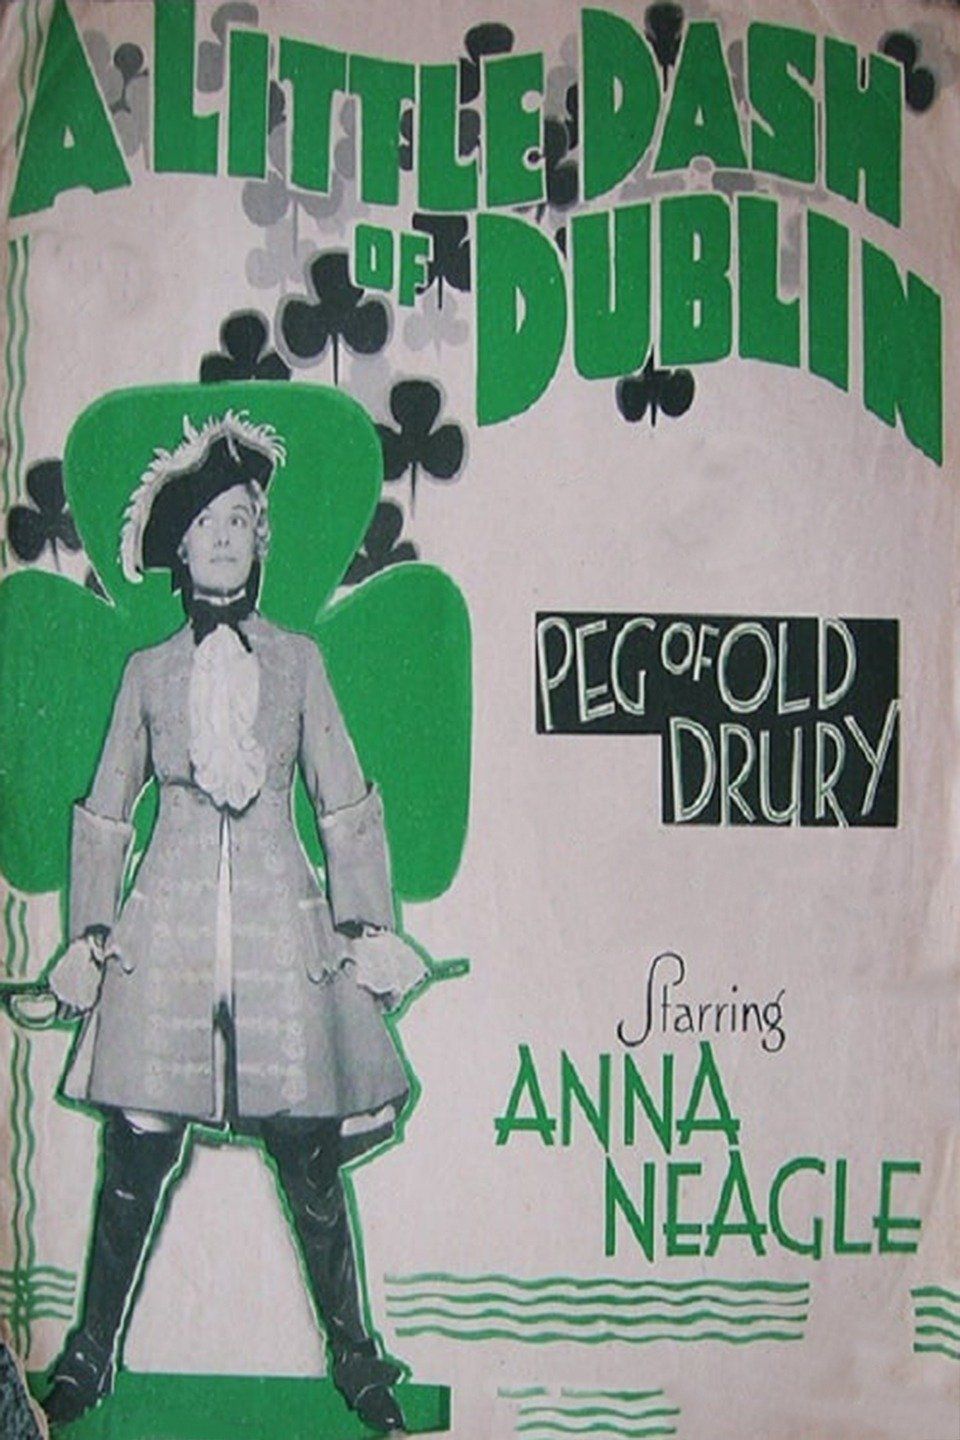 A LITTLE DASH
OF DUBLIN
PEG OF OLD
DRURY
Starring
ANNA
NEAGLE